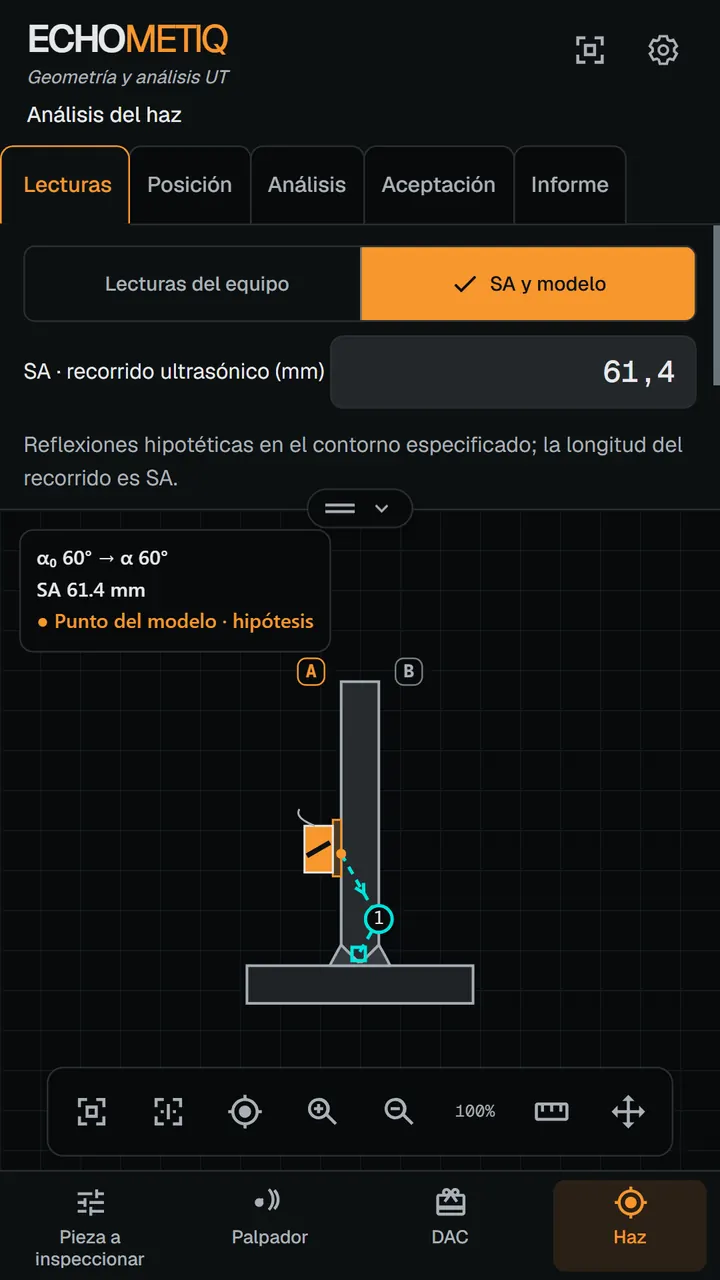 ECHOMETIQ
Geometría y análisis UT
Análisis del haz
Lecturas
Posición
Análisis
Aceptación
Informe
Lecturas del equipo
SA y modelo
SA · recorrido ultrasónico (mm)
61,4
Reflexiones hipotéticas en el contorno especificado; la longitud del
recorrido es SA.
α₀ 60° → α 60°
SA 61.4 mm
● Punto del modelo · hipótesis
A
B
1
100%
Pieza a
inspeccionar
Palpador
DAC
Haz